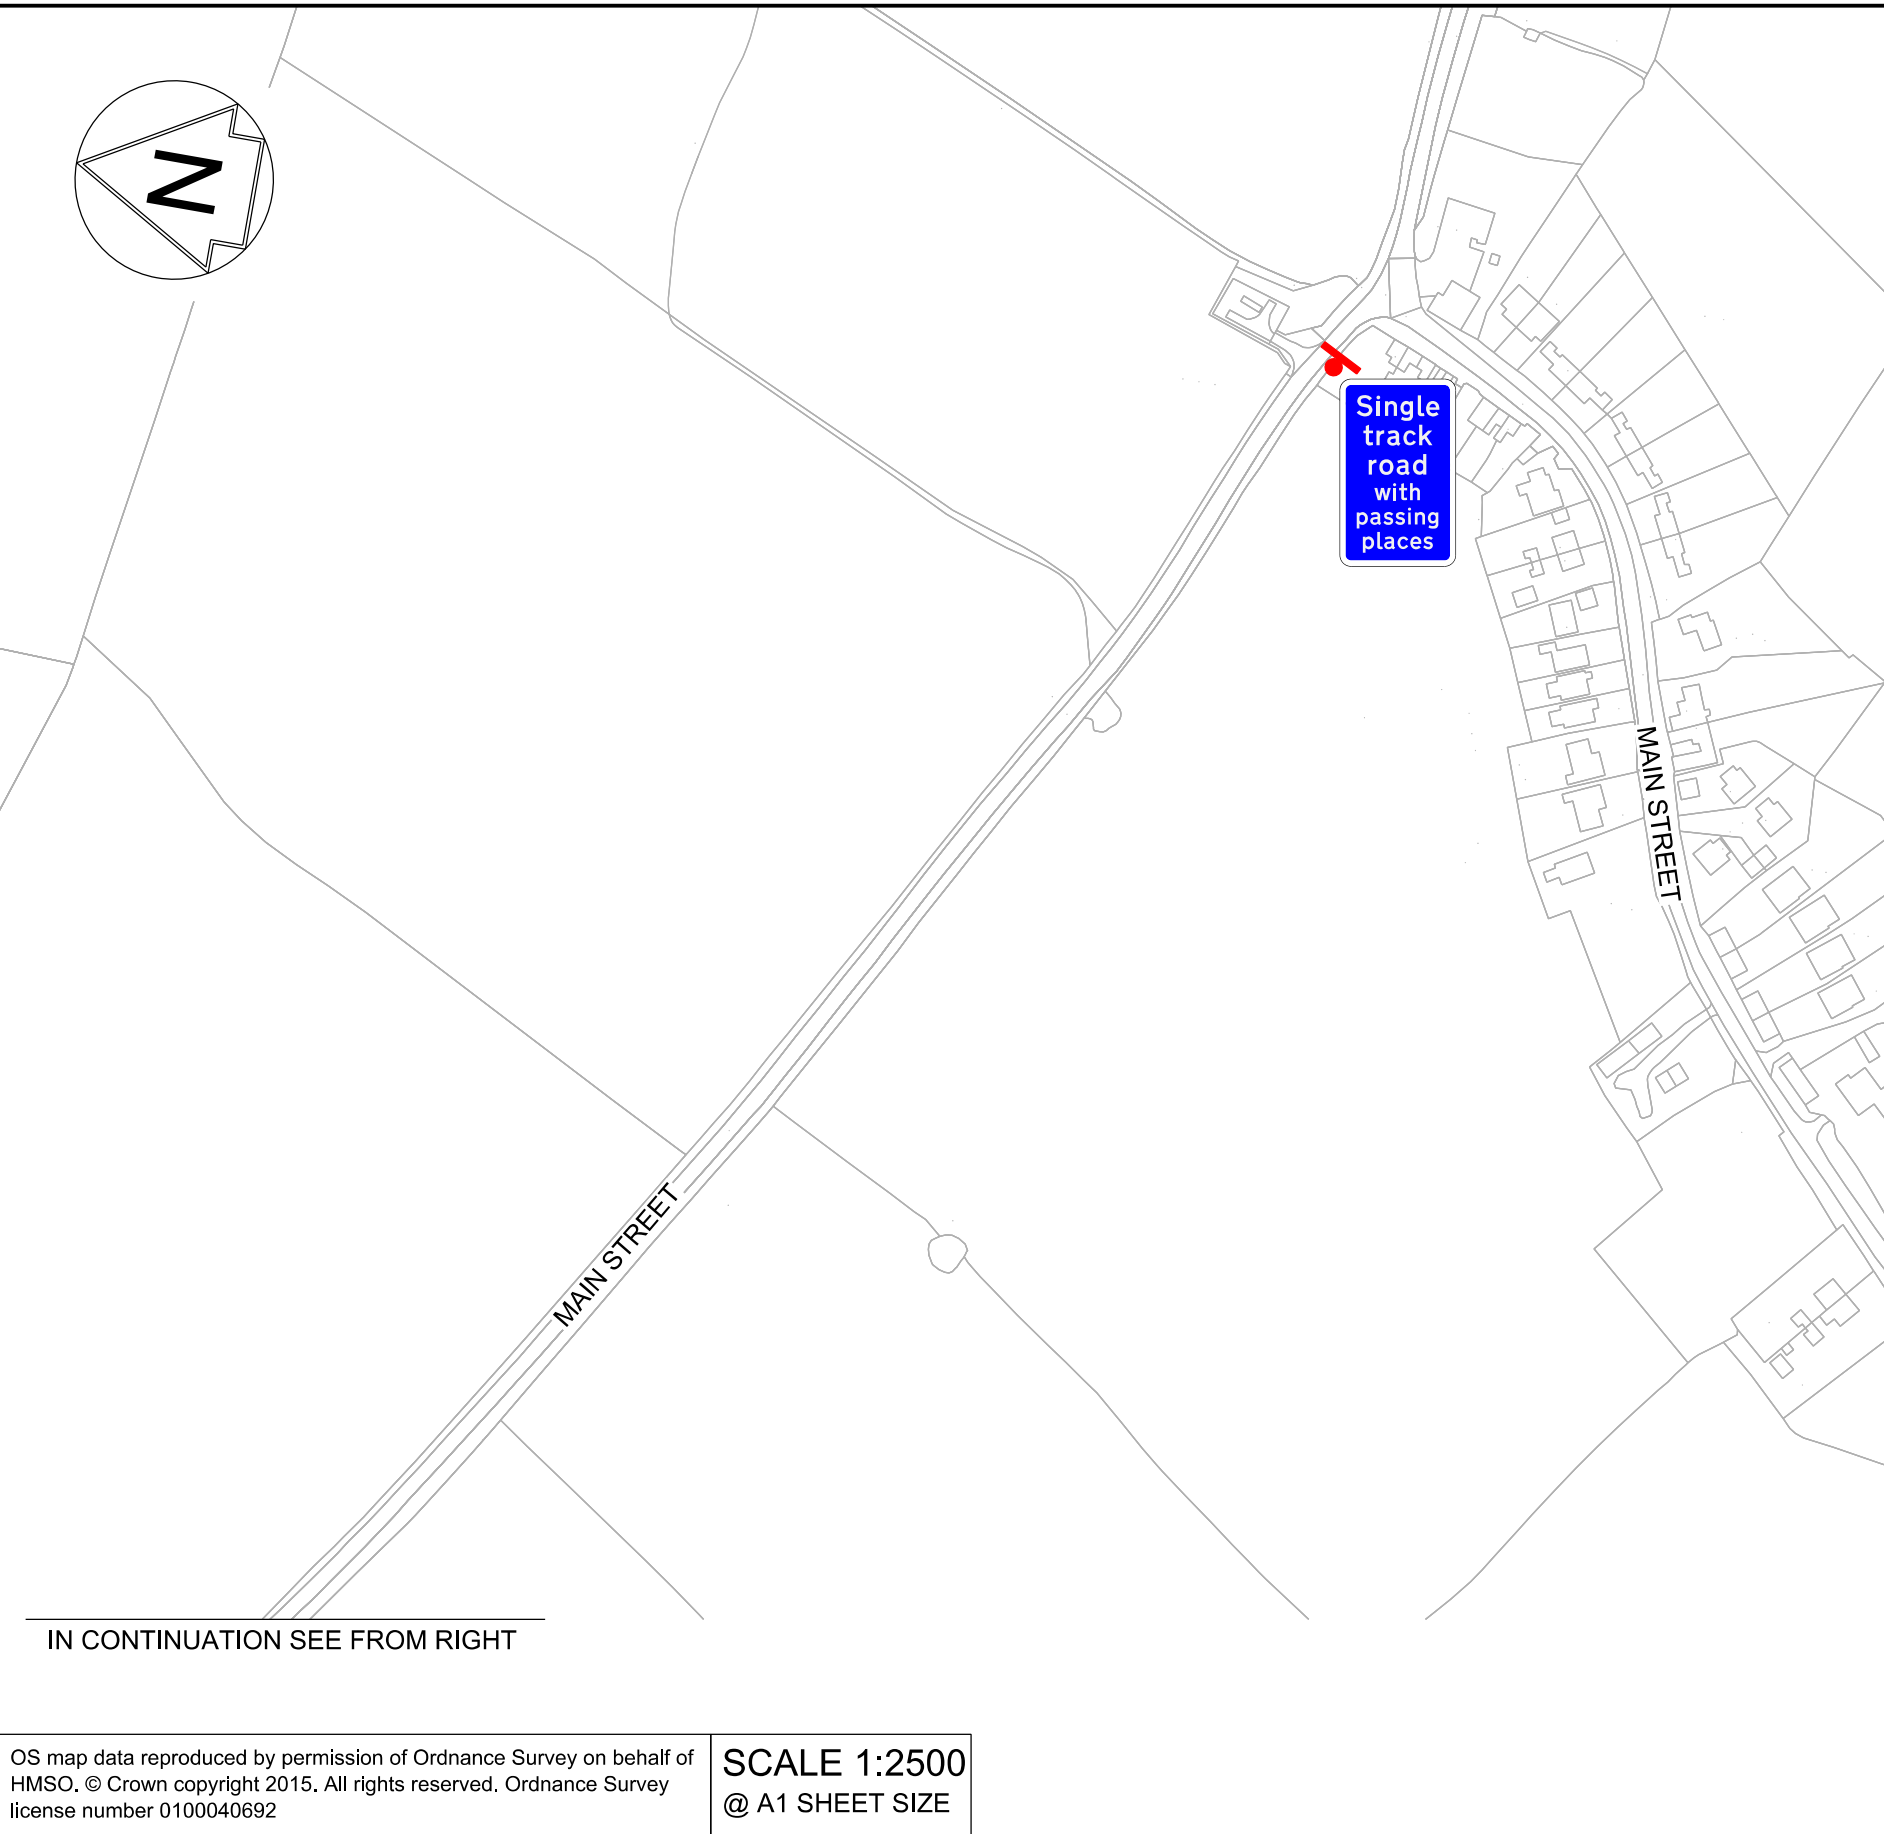 N
Single
track
road
with
passing
places
MAIN STREET
MAIN STREET
IN CONTINUATION SEE FROM RIGHT
OS map data reproduced by permission of Ordnance Survey on behalf of
HMSO. © Crown copyright 2015. All rights reserved. Ordnance Survey
license number 0100040692
SCALE 1:2500
@ A1 SHEET SIZE